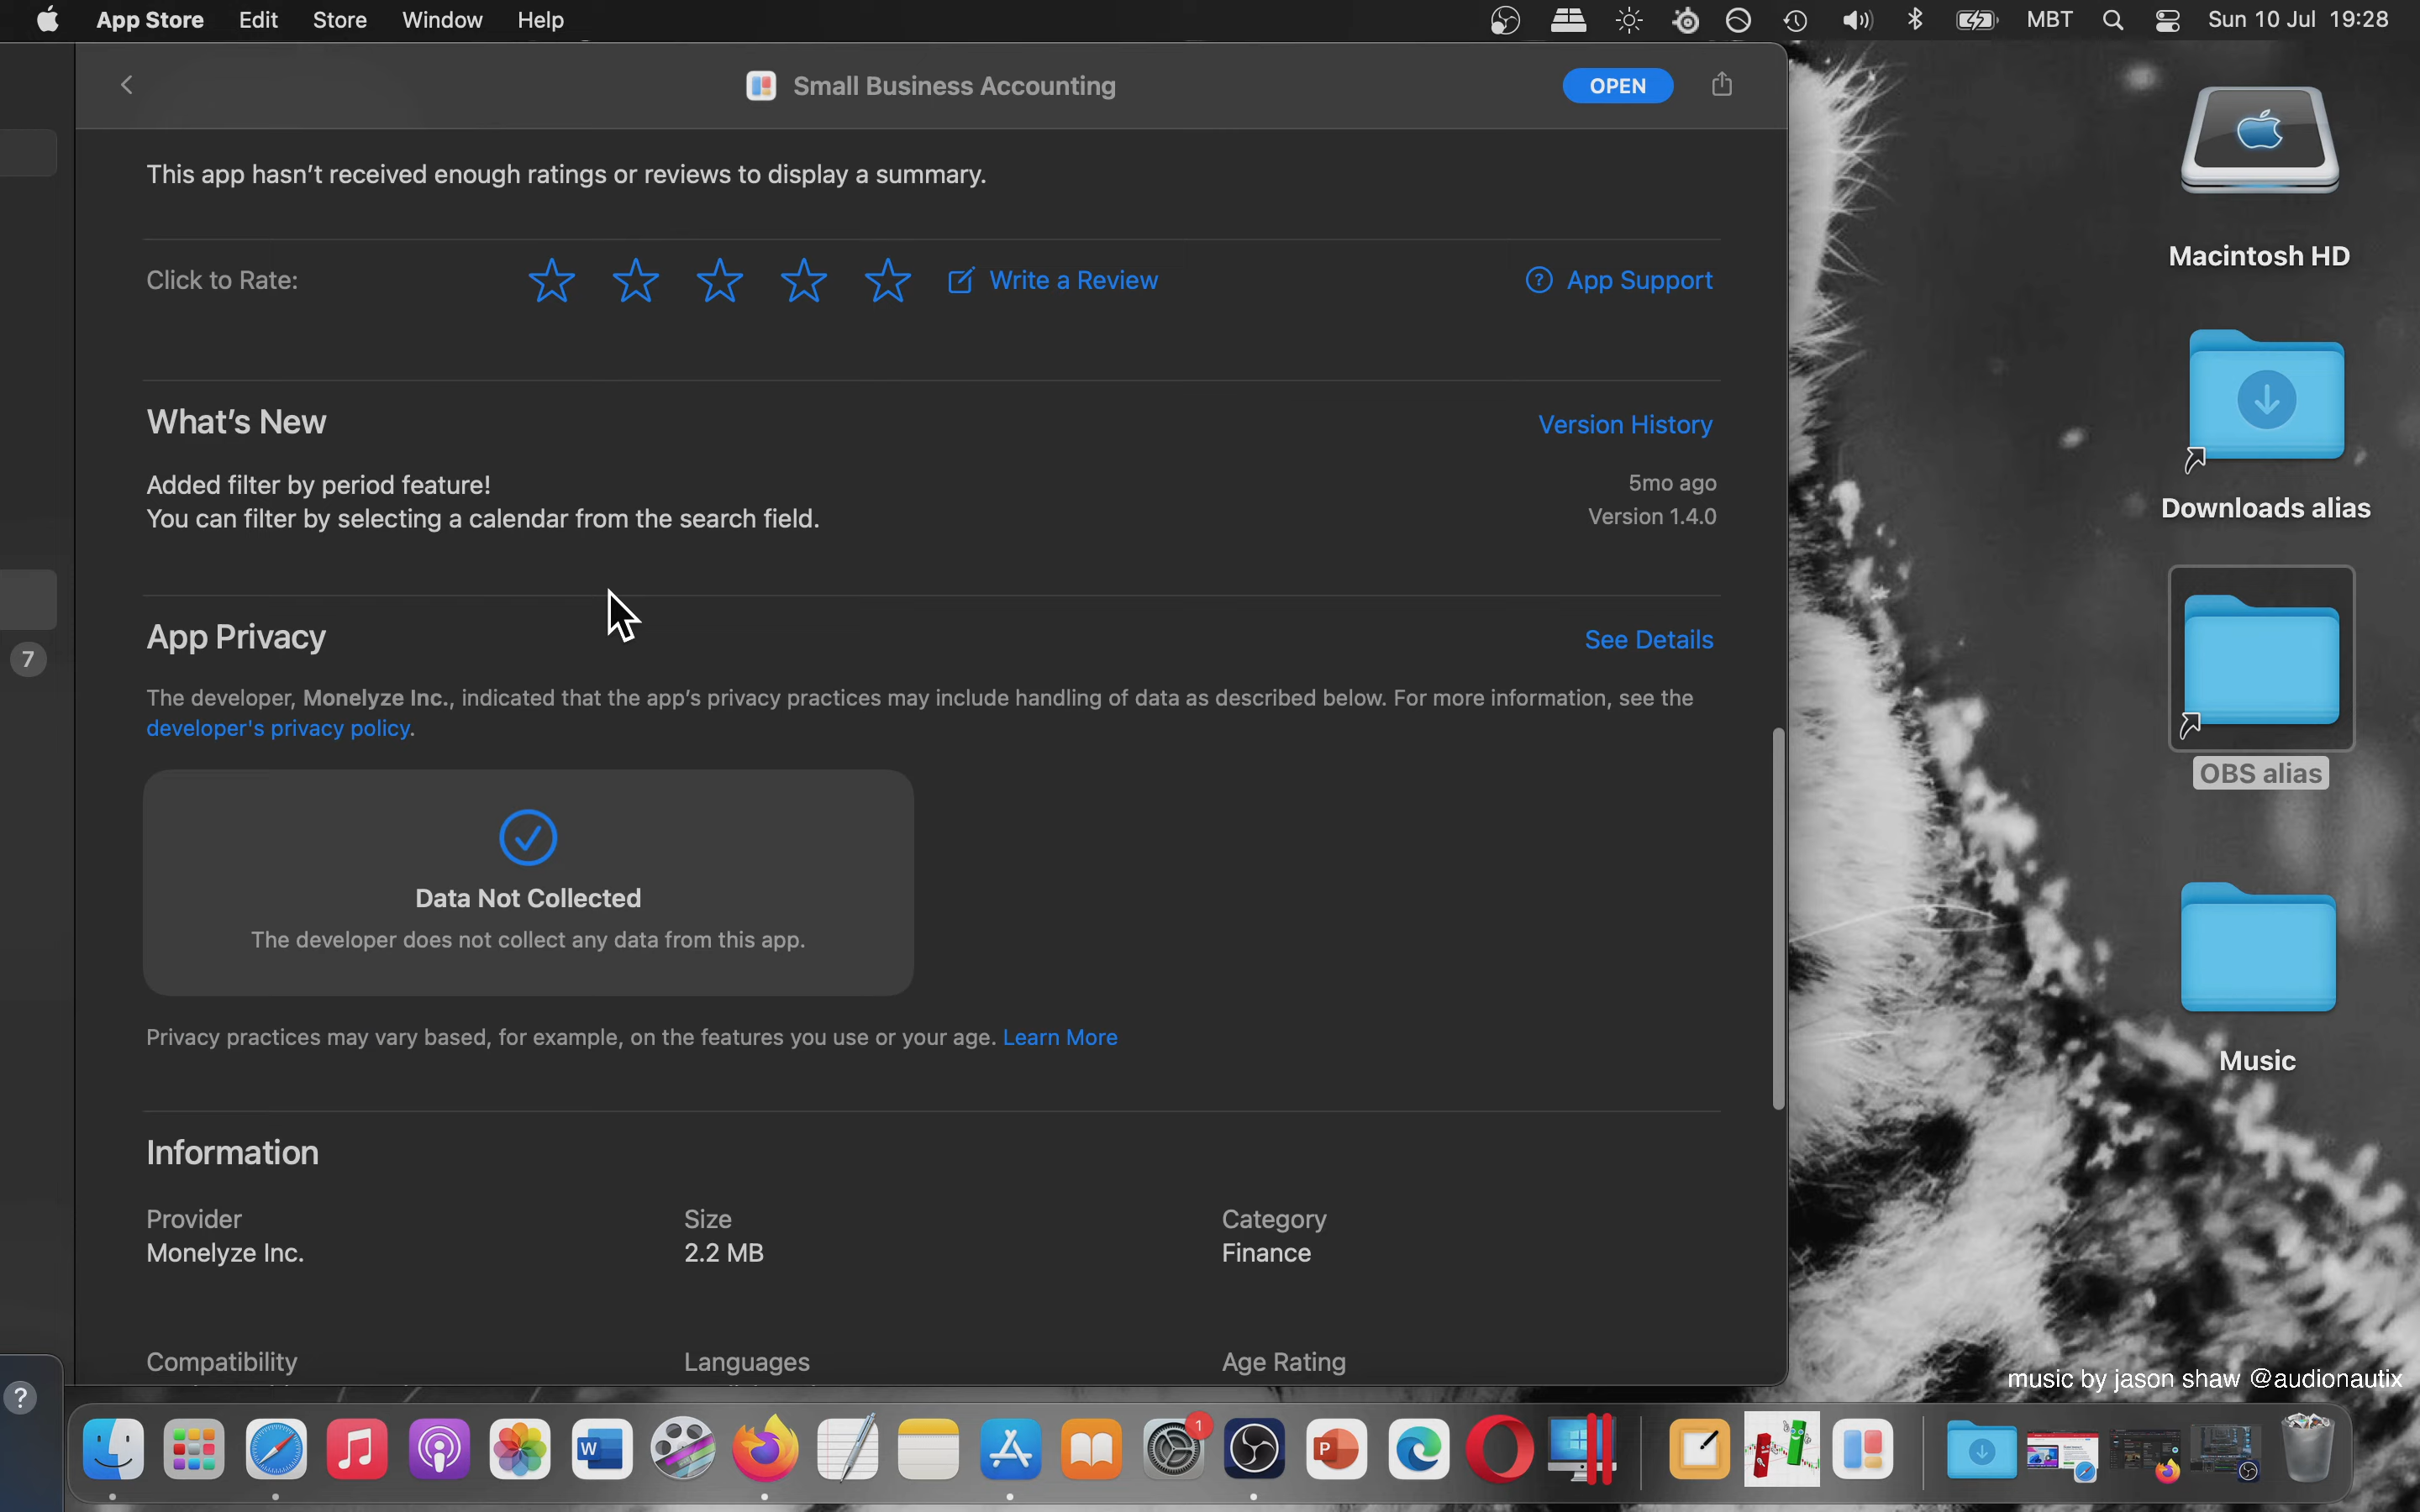 App Store Edit Store Window Help MBT Sun 10 Jul 19:28
Small Business Accounting OPEN
This app hasn't received enough ratings or reviews to display a summary.
Click to Rate: Write a Review ? App Support
What's New Version History
Added filter by period feature! 5mo ago
You can filter by selecting a calendar from the search field. Version 1.4.0
App Privacy See Details
7
The developer, Monelyze Inc., indicated that the app's privacy practices may include handling of data as described below. For more information, see the
developer's privacy policy.
Data Not Collected
The developer does not collect any data from this app.
Privacy practices may vary based, for example, on the features you use or your age. Learn More
Information
Provider Size Category
Monelyze Inc. 2.2 MB Finance
Compatibility Languages Age Rating
Macintosh HD
Downloads alias
OBS alias
Music
music by jason shaw @audionautix
?
W
1
P